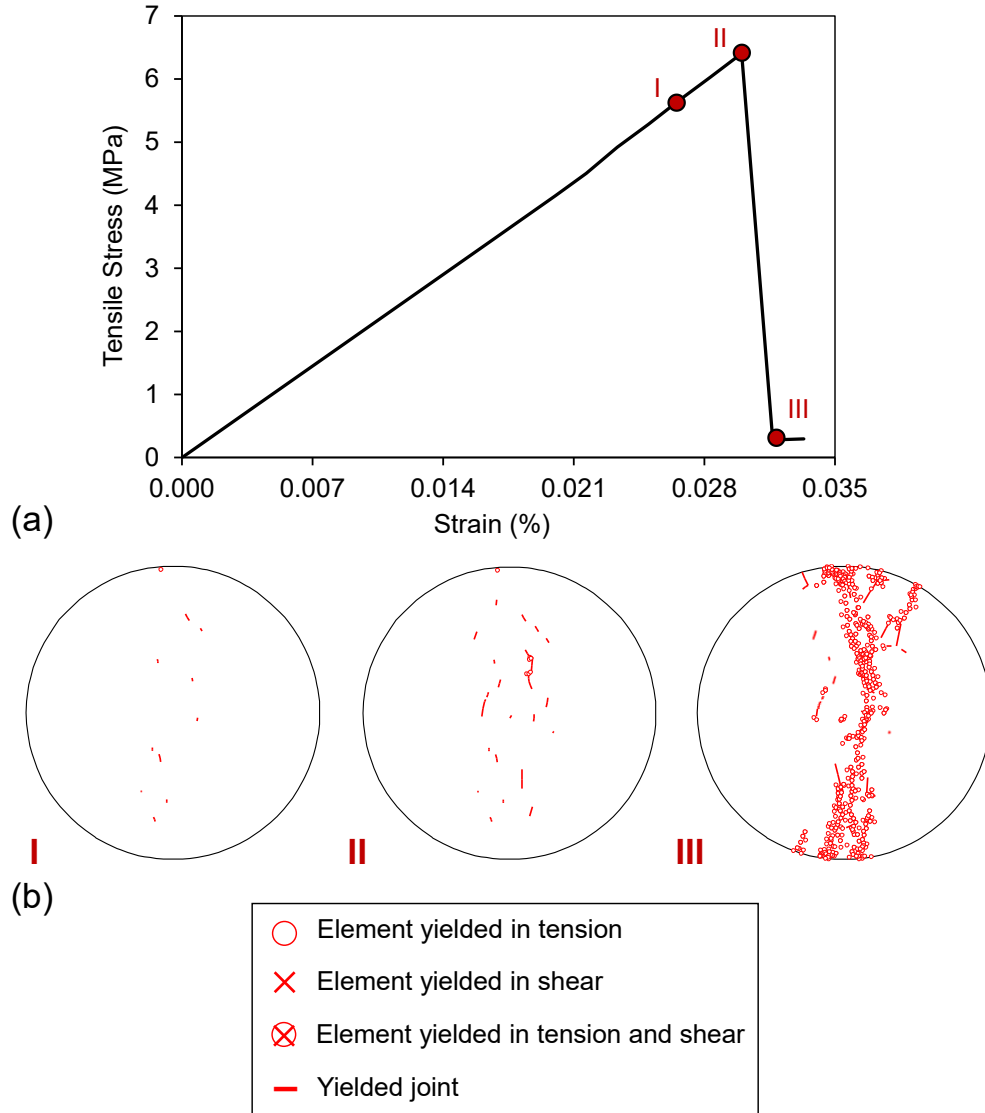 7
6
5
4
3
2
1
0
Tensile Stress (MPa)
I
II
III
0.000 0.007 0.014 0.021 0.028 0.035
Strain (%)
(a)
I II III
(b)
Element yielded in tension
Element yielded in shear
Element yielded in tension and shear
Yielded joint